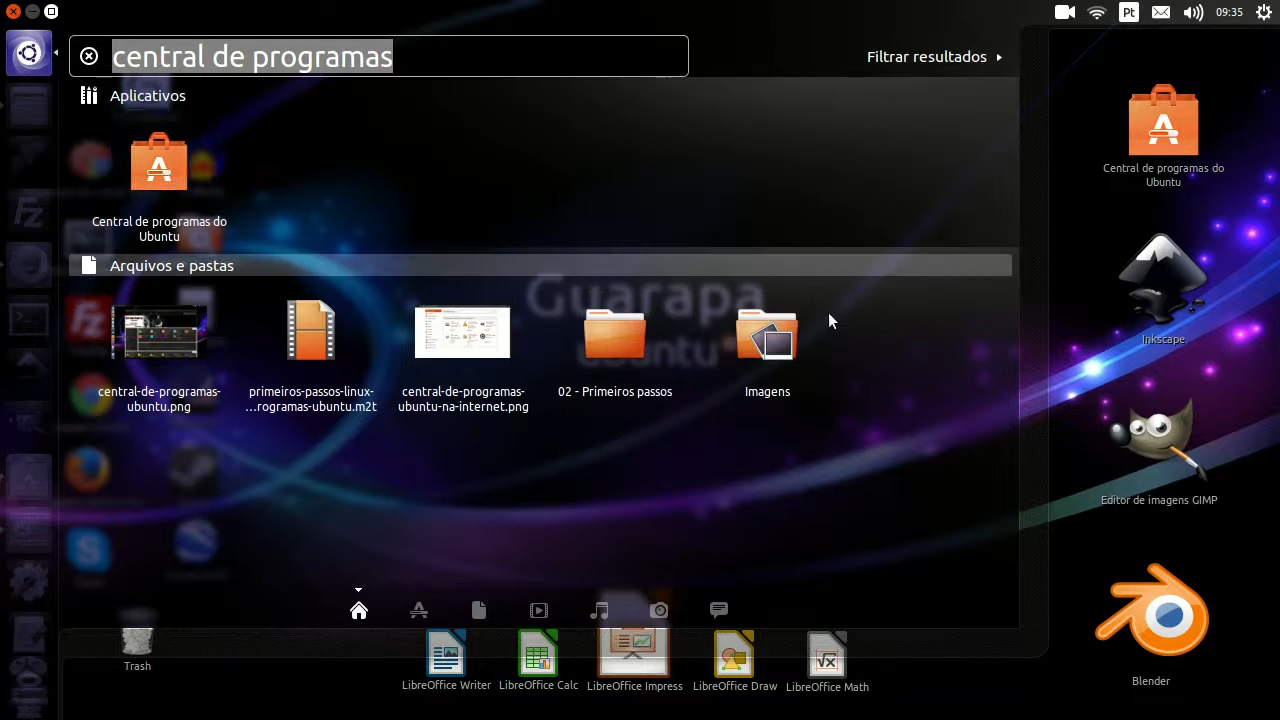 Pt
09:35
central de programas
Filtrar resultados
Aplicativos
Central de programas do
Ubuntu
Arquivos e pastas
Guarapa
ubuntu
central-de-programas-
ubuntu.png
primeiros-passos-linux-
...rogramas-ubuntu.m2t
central-de-programas-
ubuntu-na-internet.png
02 - Primeiros passos
Imagens
Central de programas do
Ubuntu
Inkscape
Editor de imagens GIMP
Blender
Trash
LibreOffice Writer
LibreOffice Calc
LibreOffice Impress
LibreOffice Draw
LibreOffice Math